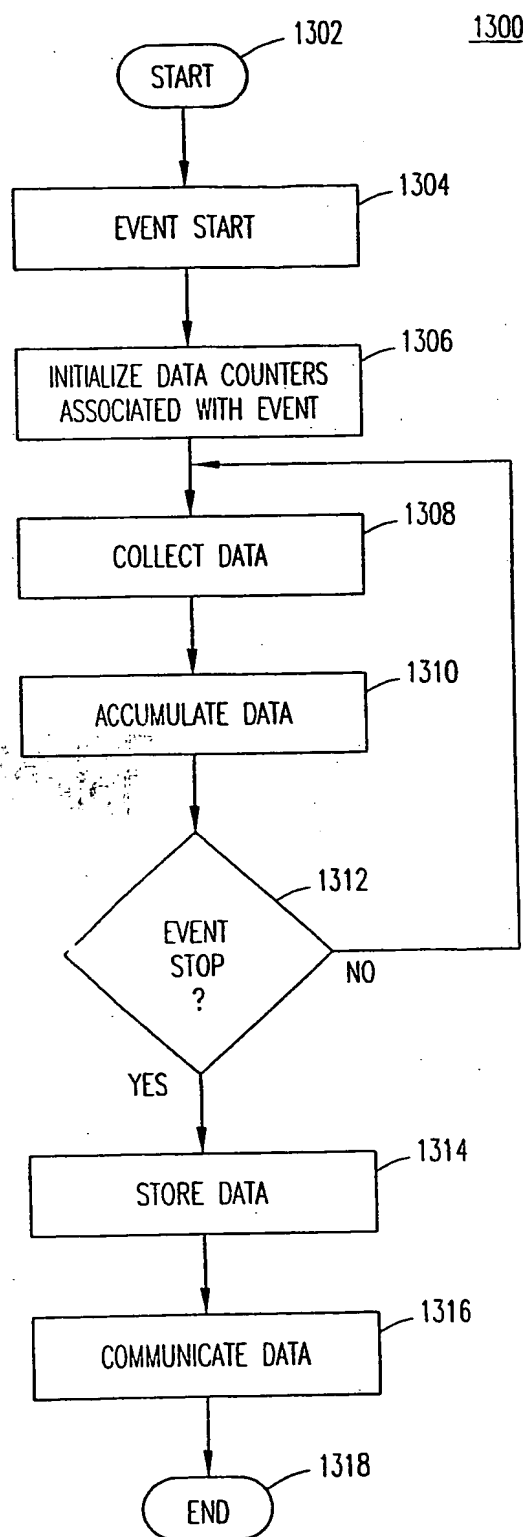 1300
1302
START
1304
EVENT START
1306
INITIALIZE DATA COUNTERS
ASSOCIATED WITH EVENT
1308
COLLECT DATA
1310
ACCUMULATE DATA
1312
EVENT
STOP
?
NO
YES
1314
STORE DATA
1316
COMMUNICATE DATA
1318
END